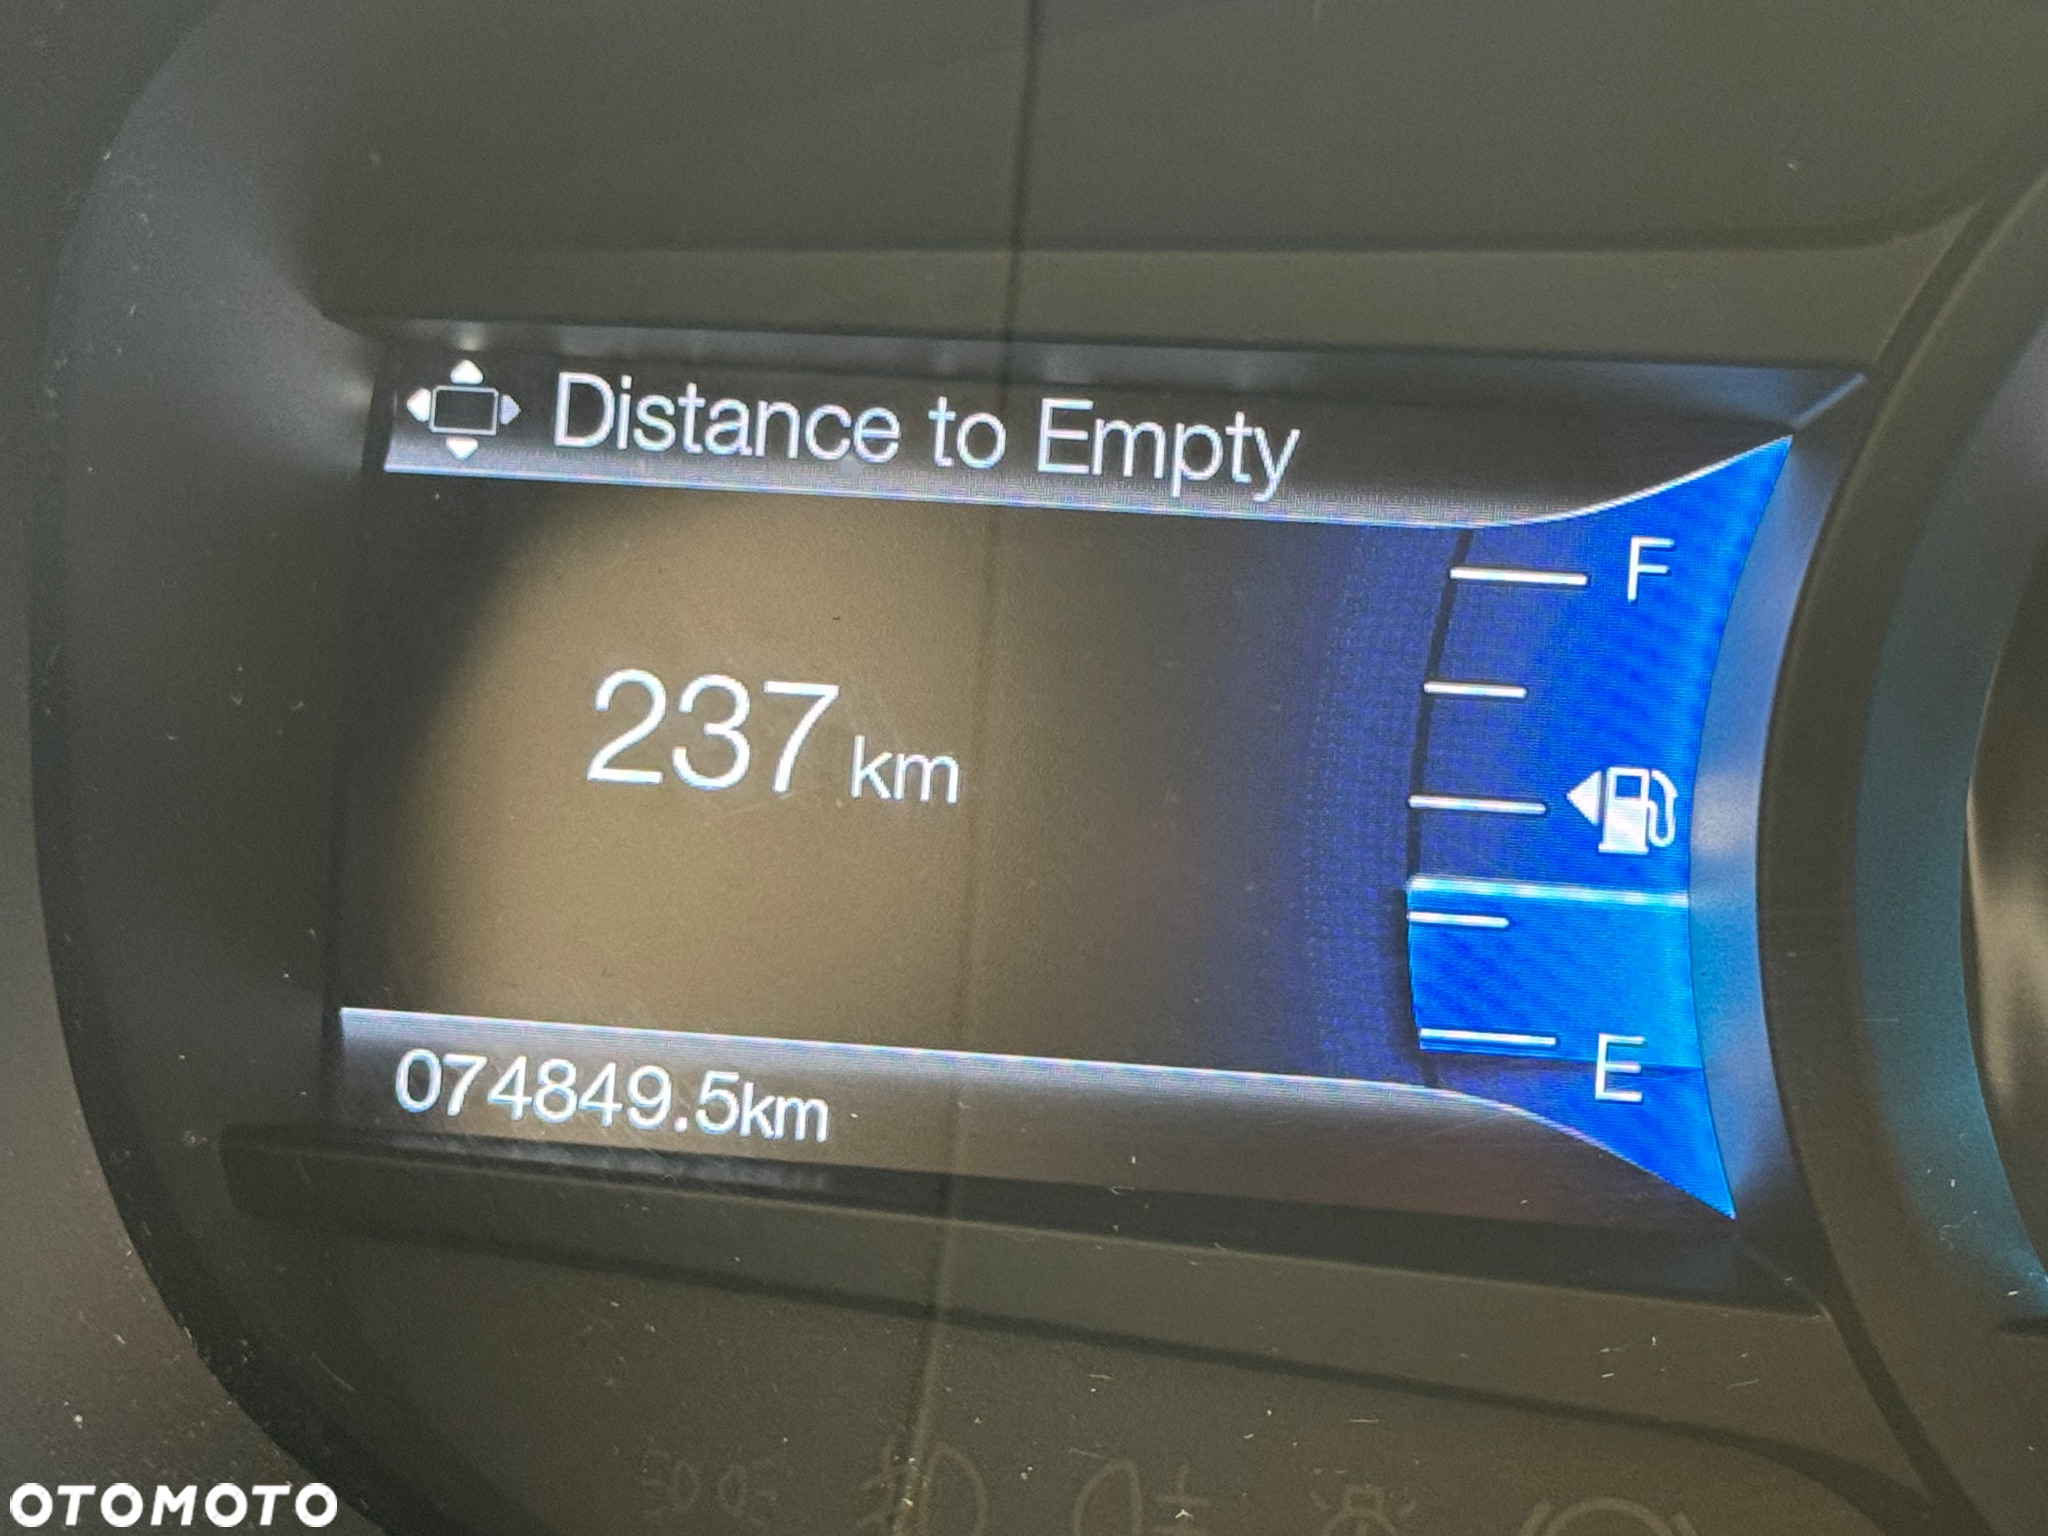 Distance to Empty
F
237 km
E
074849.5km
OTOMOTO